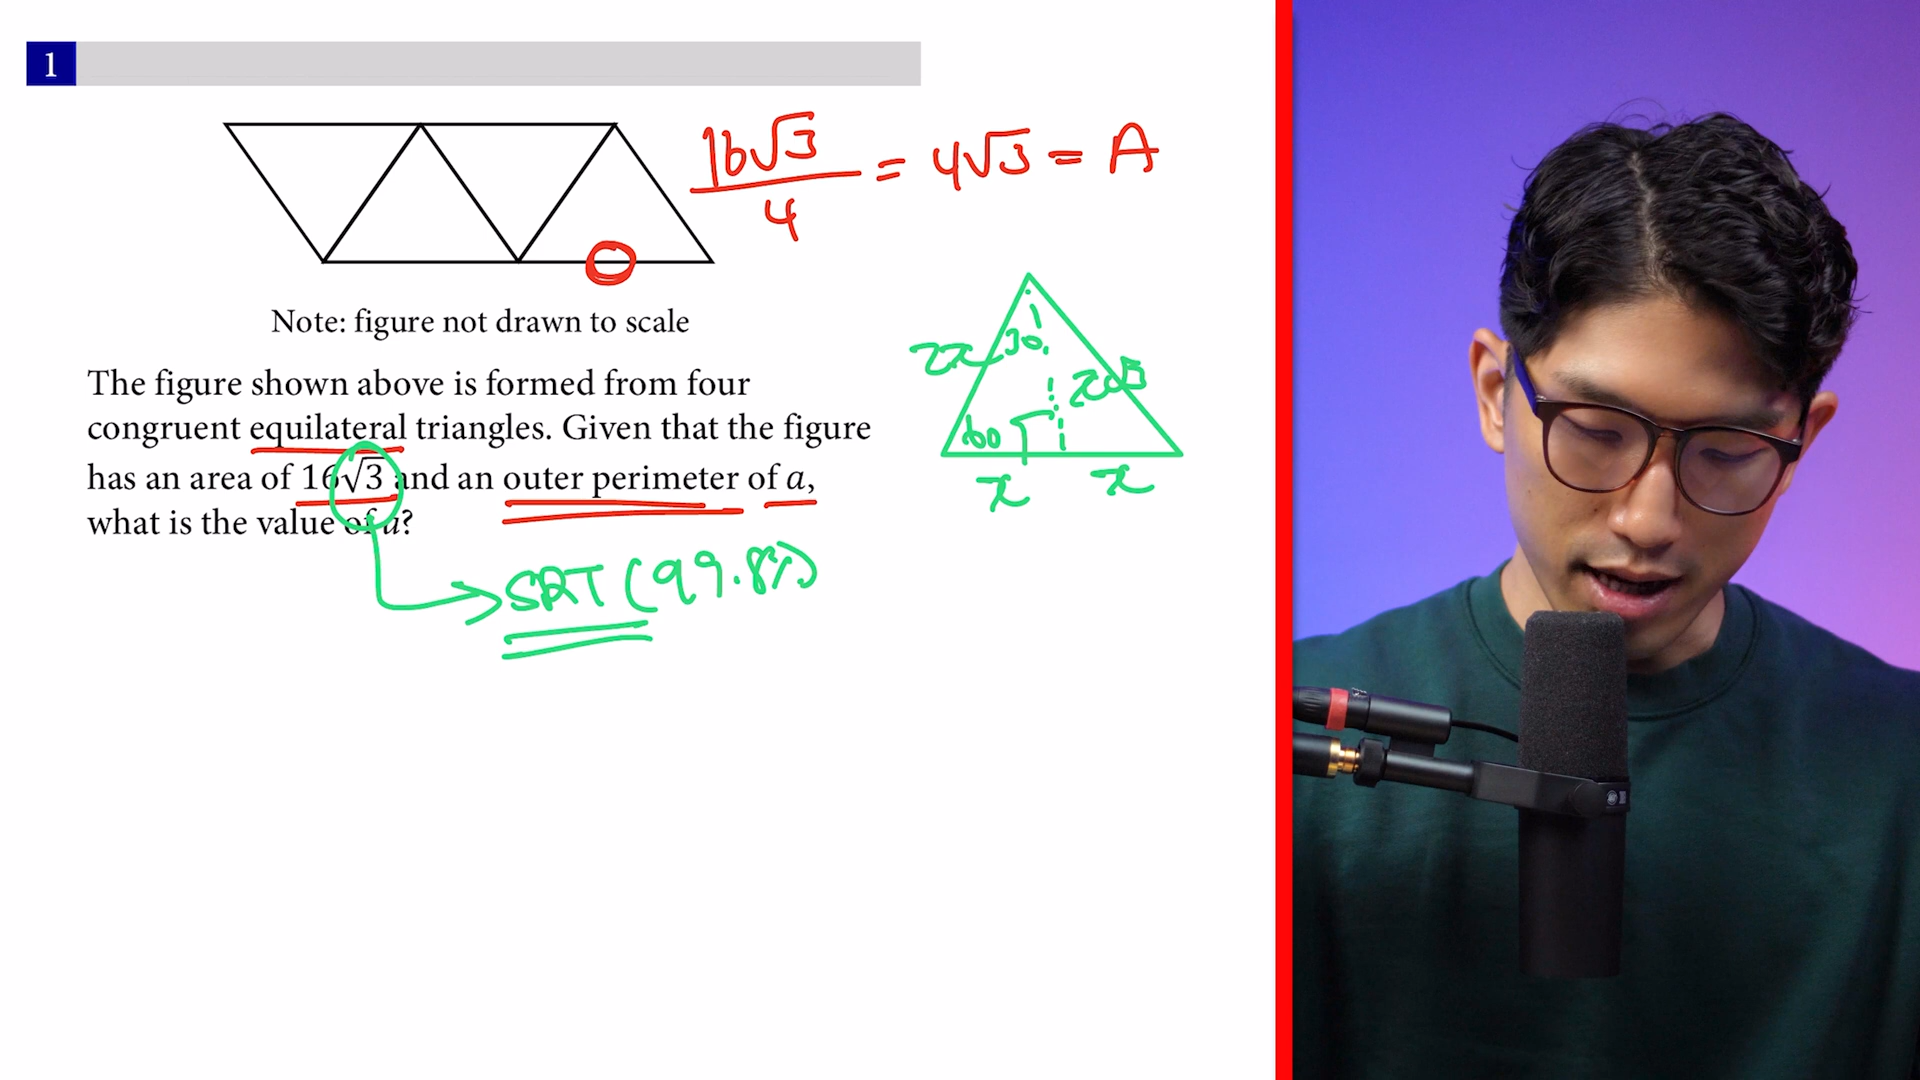 1
16√3
4
= 4√3 = A
Note: figure not drawn to scale
30
2x
x√3
60
x
x
The figure shown above is formed from four
congruent equilateral triangles. Given that the figure
has an area of 16√3 and an outer perimeter of a,
what is the value of a?
SRT (99.8%)